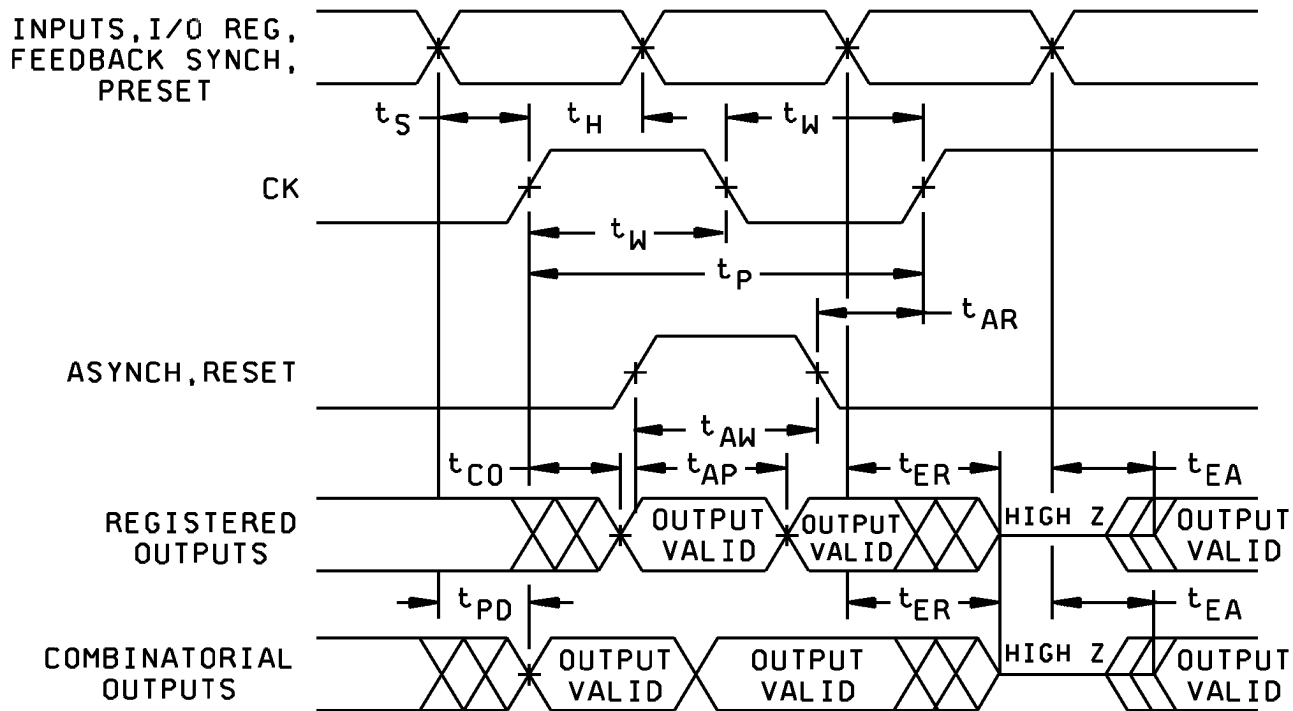 INPUTS, I/O REG,
FEEDBACK SYNCH,
PRESET
tS
tH
tW
CK
tW
tP
tAR
ASYNCH, RESET
tAW
tCO
tAP
tER
tEA
REGISTERED
OUTPUTS
OUTPUT
VALID
OUTPUT
VALID
HIGH Z
OUTPUT
VALID
tPD
tER
tEA
COMBINATORIAL
OUTPUTS
OUTPUT
VALID
OUTPUT
VALID
HIGH Z
OUTPUT
VALID